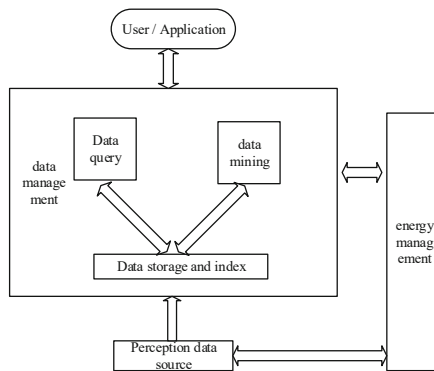 User / Application
Data
query
data
mining
data
manage
ment
Data storage and index
energy
manag
ement
Perception data
source